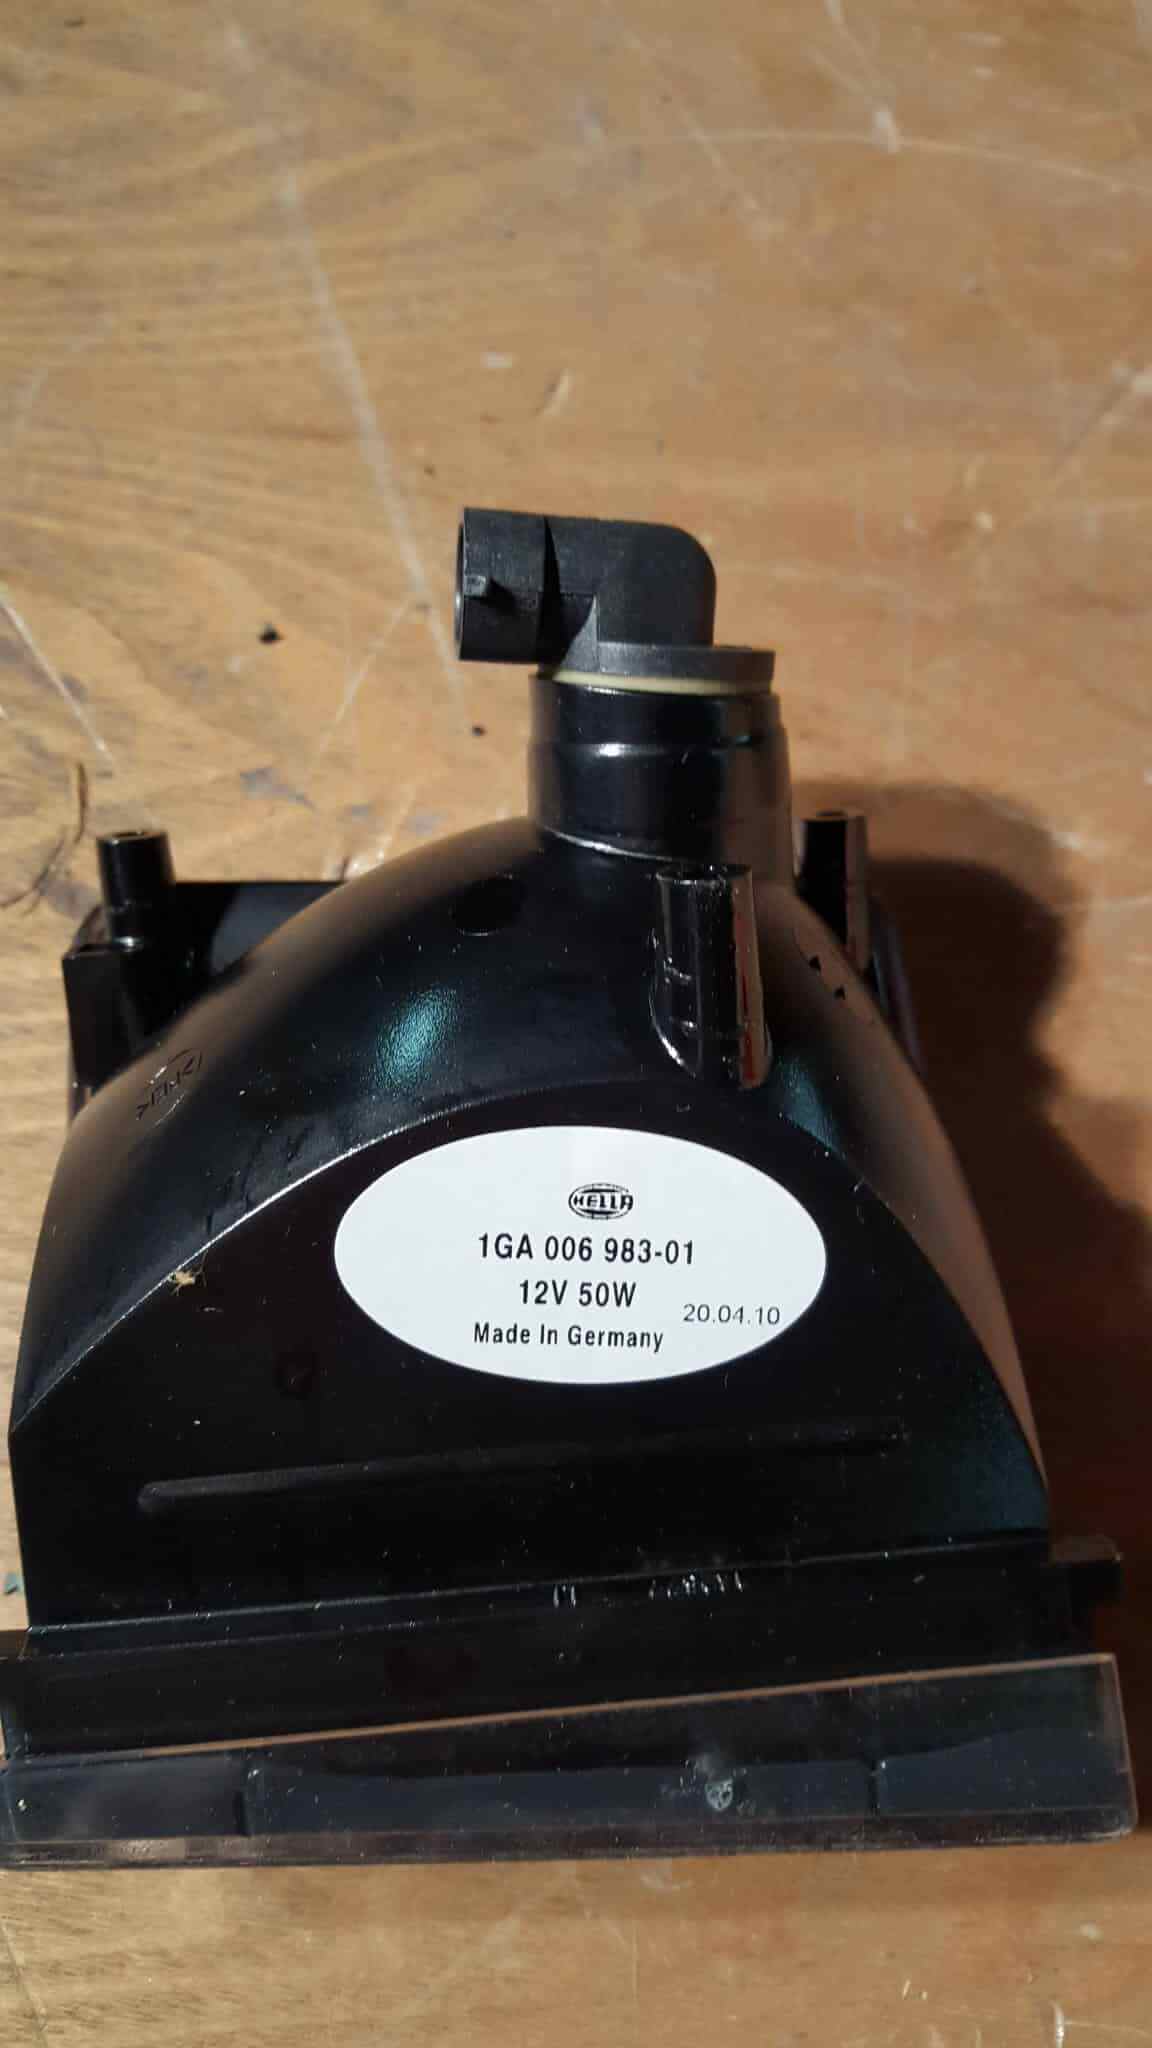 HELLA
1GA 006 983-01
12V 50W
20.04.10
Made In Germany